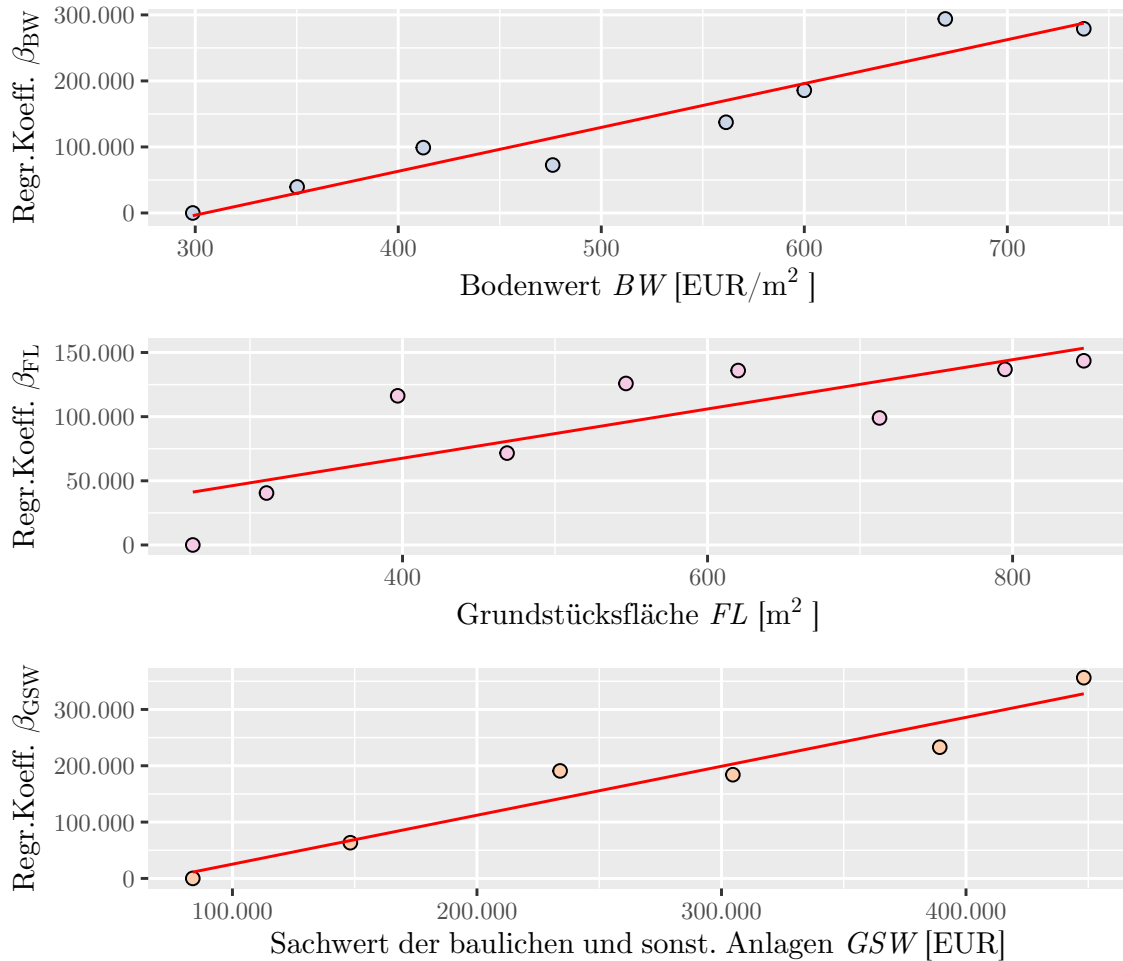 Regr.Koeff. βBW
300.000
200.000
100.000
0
300 400 500 600 700
Bodenwert BW [EUR/m² ]
Regr.Koeff. βFL
150.000
100.000
50.000
0
400 600 800
Grundstücksfläche FL [m² ]
Regr.Koeff. βGSW
300.000
200.000
100.000
0
100.000 200.000 300.000 400.000
Sachwert der baulichen und sonst. Anlagen GSW [EUR]